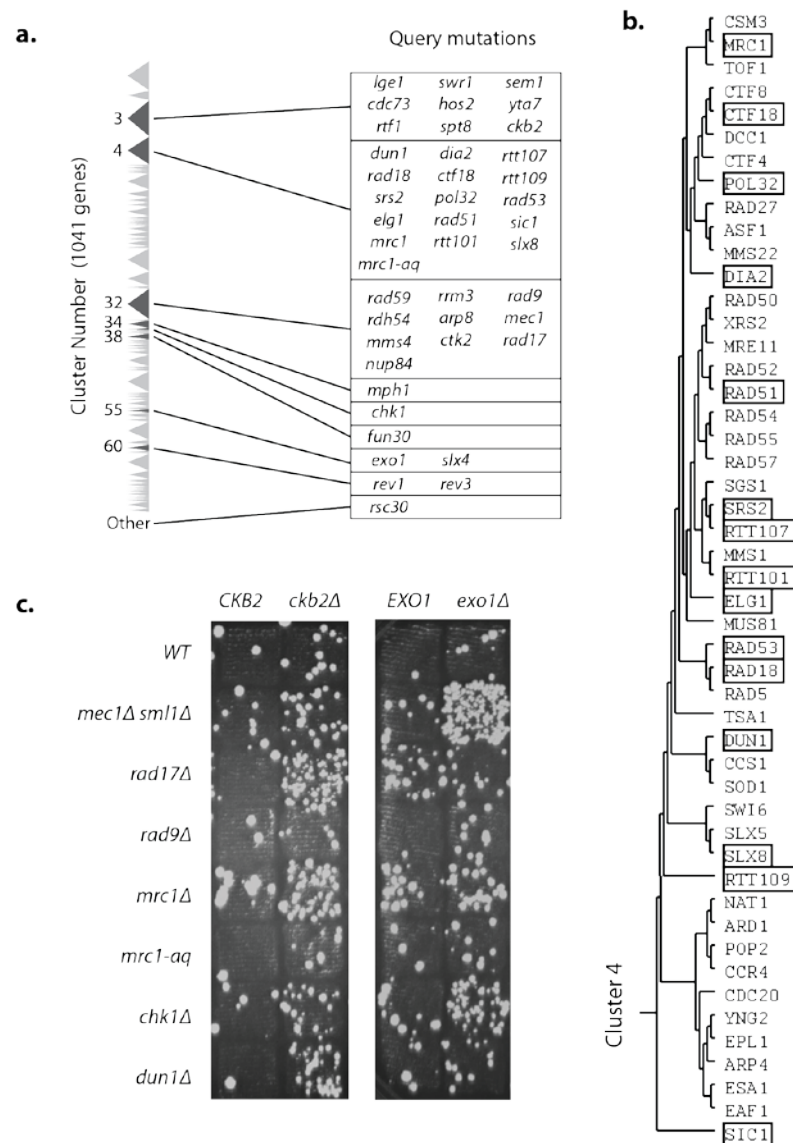 a.
Query mutations
Cluster Number (1041 genes)
3
4
32
34
38
55
60
Other
lge1 swr1 sem1
cdc73 hos2 yta7
rtf1 spt8 ckb2
dun1 dia2 rtt107
rad18 ctf18 rtt109
srs2 pol32 rad53
elg1 rad51 sic1
mrc1 rtt101 slx8
mrc1-aq
rad59 rrm3 rad9
rdh54 arp8 mec1
mms4 ctk2 rad17
nup84
mph1
chk1
fun30
exo1 slx4
rev1 rev3
rsc30
b.
CSM3
MRC1
TOF1
CTF8
CTF18
DCC1
CTF4
POL32
RAD27
ASF1
MMS22
DIA2
RAD50
XRS2
MRE11
RAD52
RAD51
RAD54
RAD55
RAD57
SGS1
SRS2
RTT107
MMS1
RTT101
ELG1
MUS81
RAD53
RAD18
RAD5
TSA1
DUN1
CCS1
SOD1
SWI6
SLX5
SLX8
RTT109
NAT1
ARD1
POP2
CCR4
CDC20
YNG2
EPL1
ARP4
ESA1
EAF1
SIC1
Cluster 4
c.
CKB2 ckb2Δ EXO1 exo1Δ
WT
mec1Δ sml1Δ
rad17Δ
rad9Δ
mrc1Δ
mrc1-aq
chk1Δ
dun1Δ